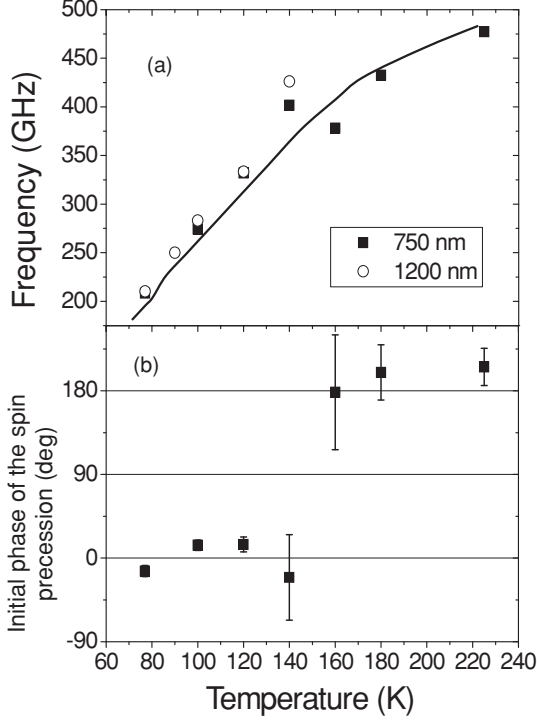 500
(a)
450
400
350
300
250
200
Frequency (GHz)
750 nm
1200 nm
(b)
180
90
0
-90
Initial phase of the spin
precession (deg)
60 80 100 120 140 160 180 200 220 240
Temperature (K)